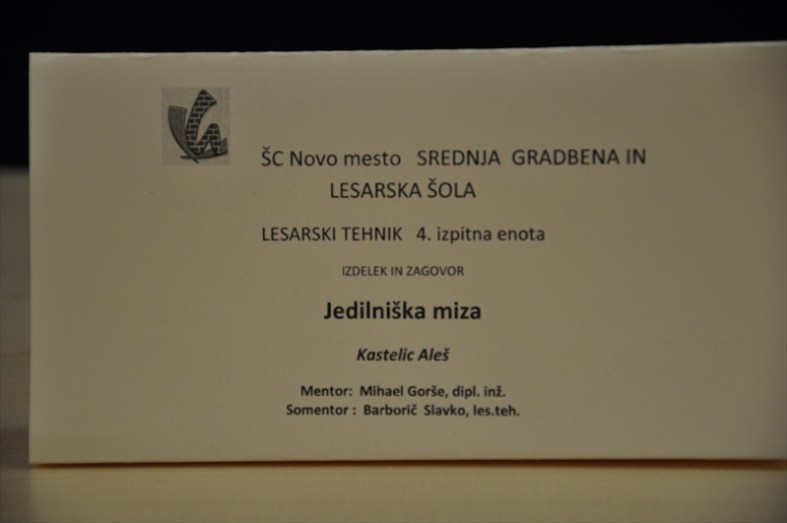 ŠC Novo mesto SREDNJA GRADBENA IN
LESARSKA ŠOLA
LESARSKI TEHNIK 4. izpitna enota
IZDELEK IN ZAGOVOR
Jedilniška miza
Kastelic Aleš
Mentor: Mihael Gorše, dipl. inž.
Somentor : Barborič Slavko, les.teh.